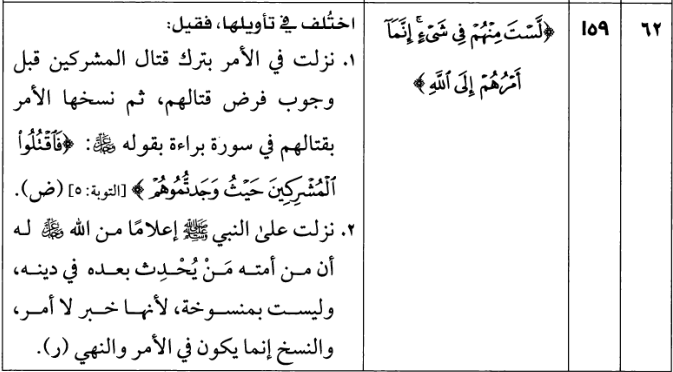 ٦٢
١٥٩
﴿لَّسْتَ مِنْهُمْ فِي شَيْءٍ ۚ إِنَّمَآ
أَمْرُهُمْ إِلَى اللَّهِ﴾
اختُلف في تأويلها، فقيل:
١. نزلت في الأمر بترك قتال المشركين قبل
وجوب فرض قتالهم، ثم نسخها الأمر
بقتالهم في سورة براءة بقوله ﷻ: ﴿فَاقْتُلُوا
الْمُشْرِكِينَ حَيْثُ وَجَدتُّمُوهُمْ﴾ [التوبة: ٥] (ض).
٢. نزلت على النبي ﷺ إعلامًا من الله ﷻ له
أن من أمته مَنْ يُحْدِث بعده في دينه،
وليست بمنسوخة، لأنها خبر لا أمر،
والنسخ إنما يكون في الأمر والنهي (ر).